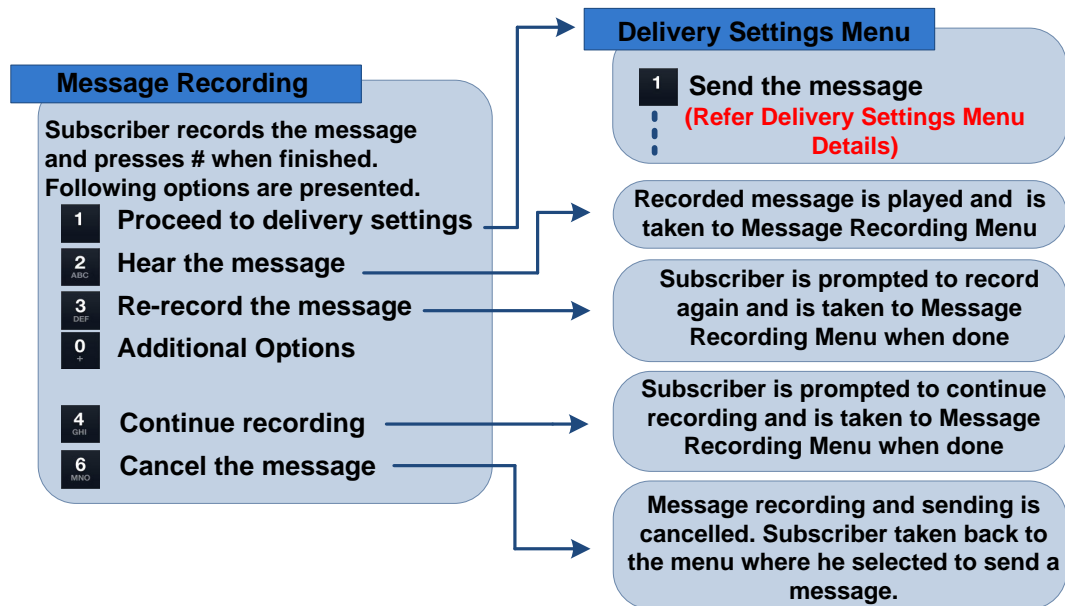 Message Recording
Subscriber records the message
and presses # when finished.
Following options are presented.
1 Proceed to delivery settings
2 ABC Hear the message
3 DEF Re-record the message
0 + Additional Options
4 GHI Continue recording
6 MNO Cancel the message
Delivery Settings Menu
1 Send the message
(Refer Delivery Settings Menu
Details)
Recorded message is played and is
taken to Message Recording Menu
Subscriber is prompted to record
again and is taken to Message
Recording Menu when done
Subscriber is prompted to continue
recording and is taken to Message
Recording Menu when done
Message recording and sending is
cancelled. Subscriber taken back to
the menu where he selected to send a
message.